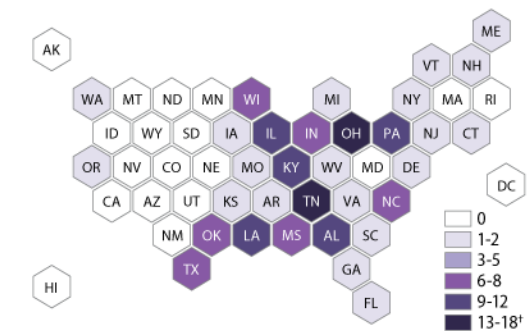 ME
AK
VT NH
WA MT ND MN WI MI NY MA RI
ID WY SD IA IL IN OH PA NJ CT
OR NV CO NE MO KY WV MD DE
DC
CA AZ UT KS AR TN VA NC
0
NM OK LA MS AL SC
1-2
3-5
TX GA
6-8
HI
9-12
FL
13-18†